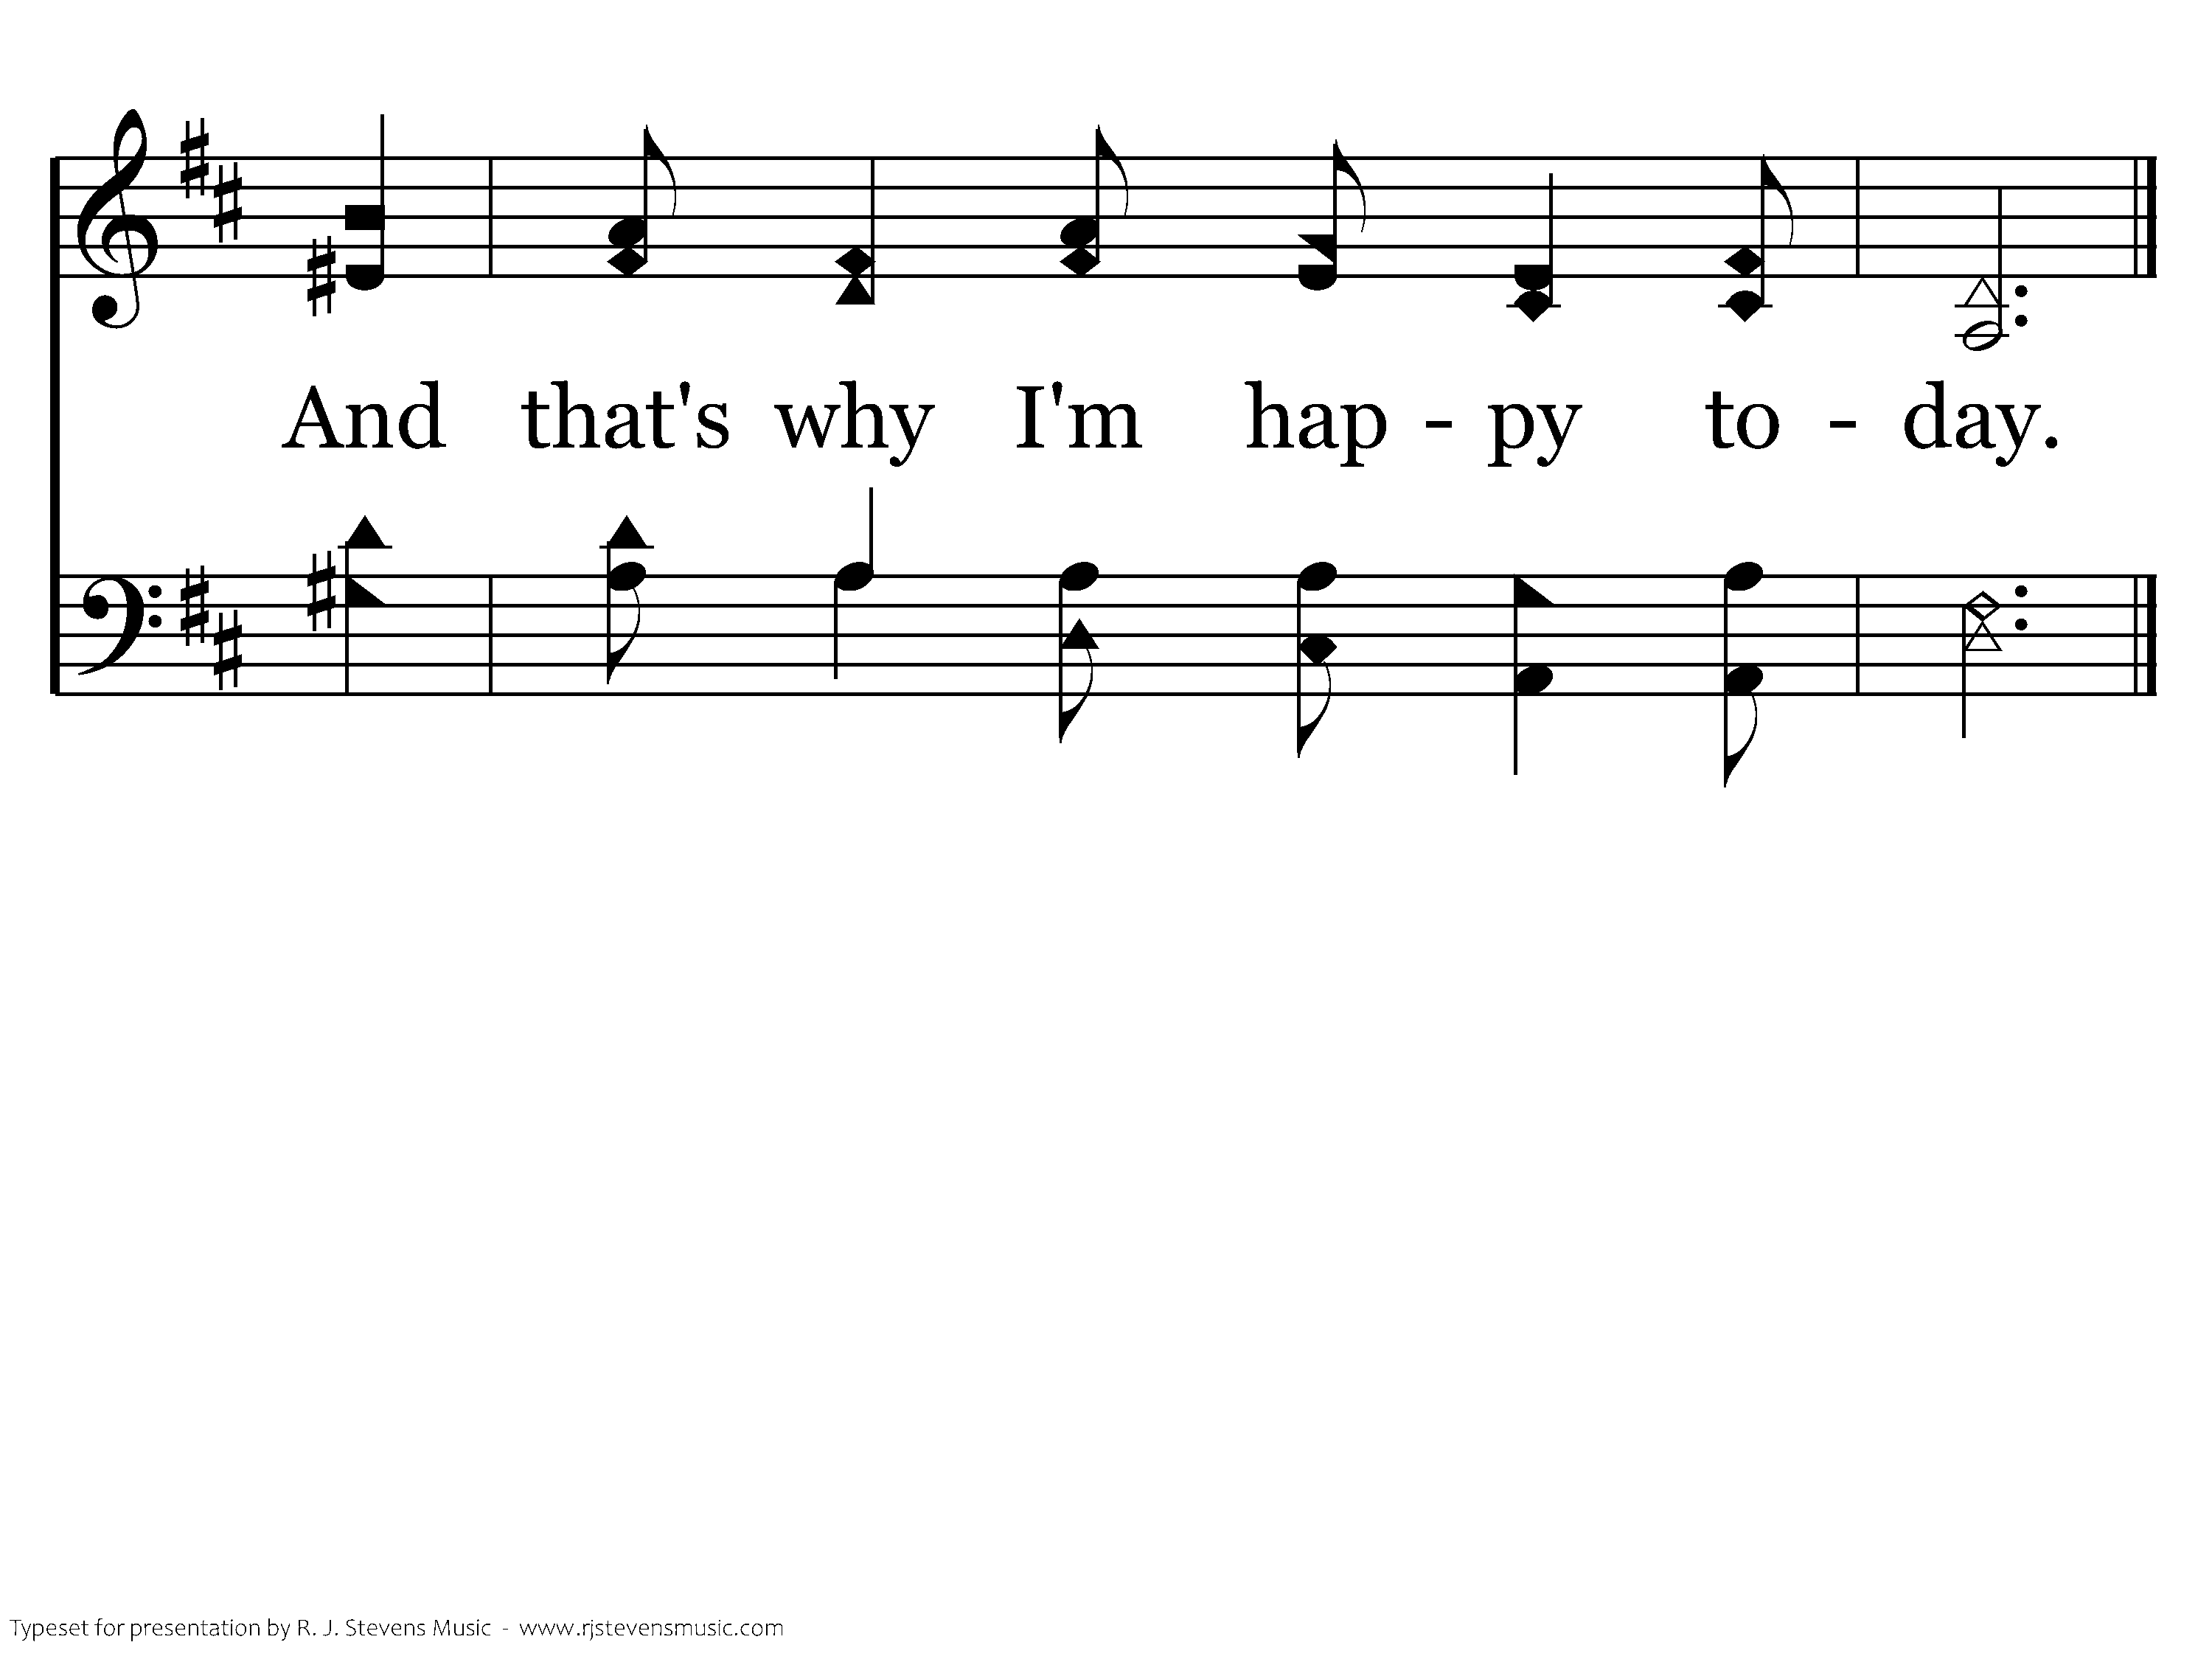 And that's why I'm hap - py to - day.
Typeset for presentation by R. J. Stevens Music - www.rjstevensmusic.com